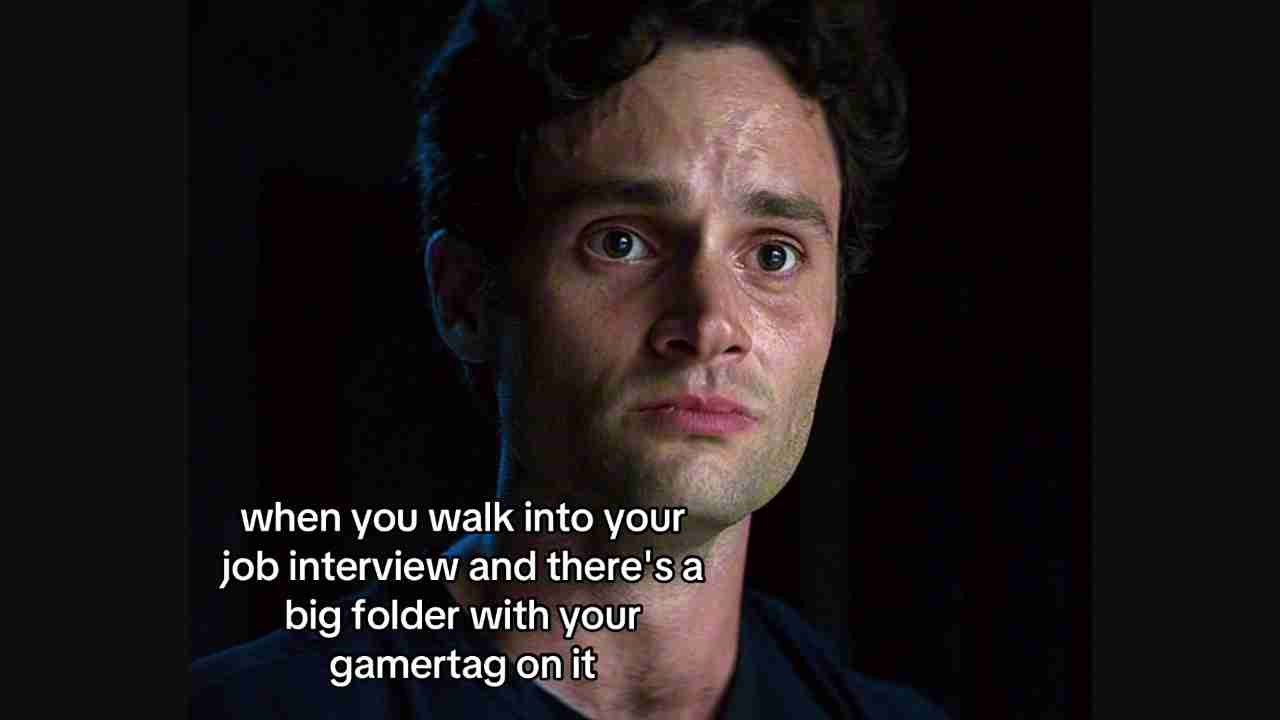 when you walk into your
job interview and there's a
big folder with your
gamertag on it